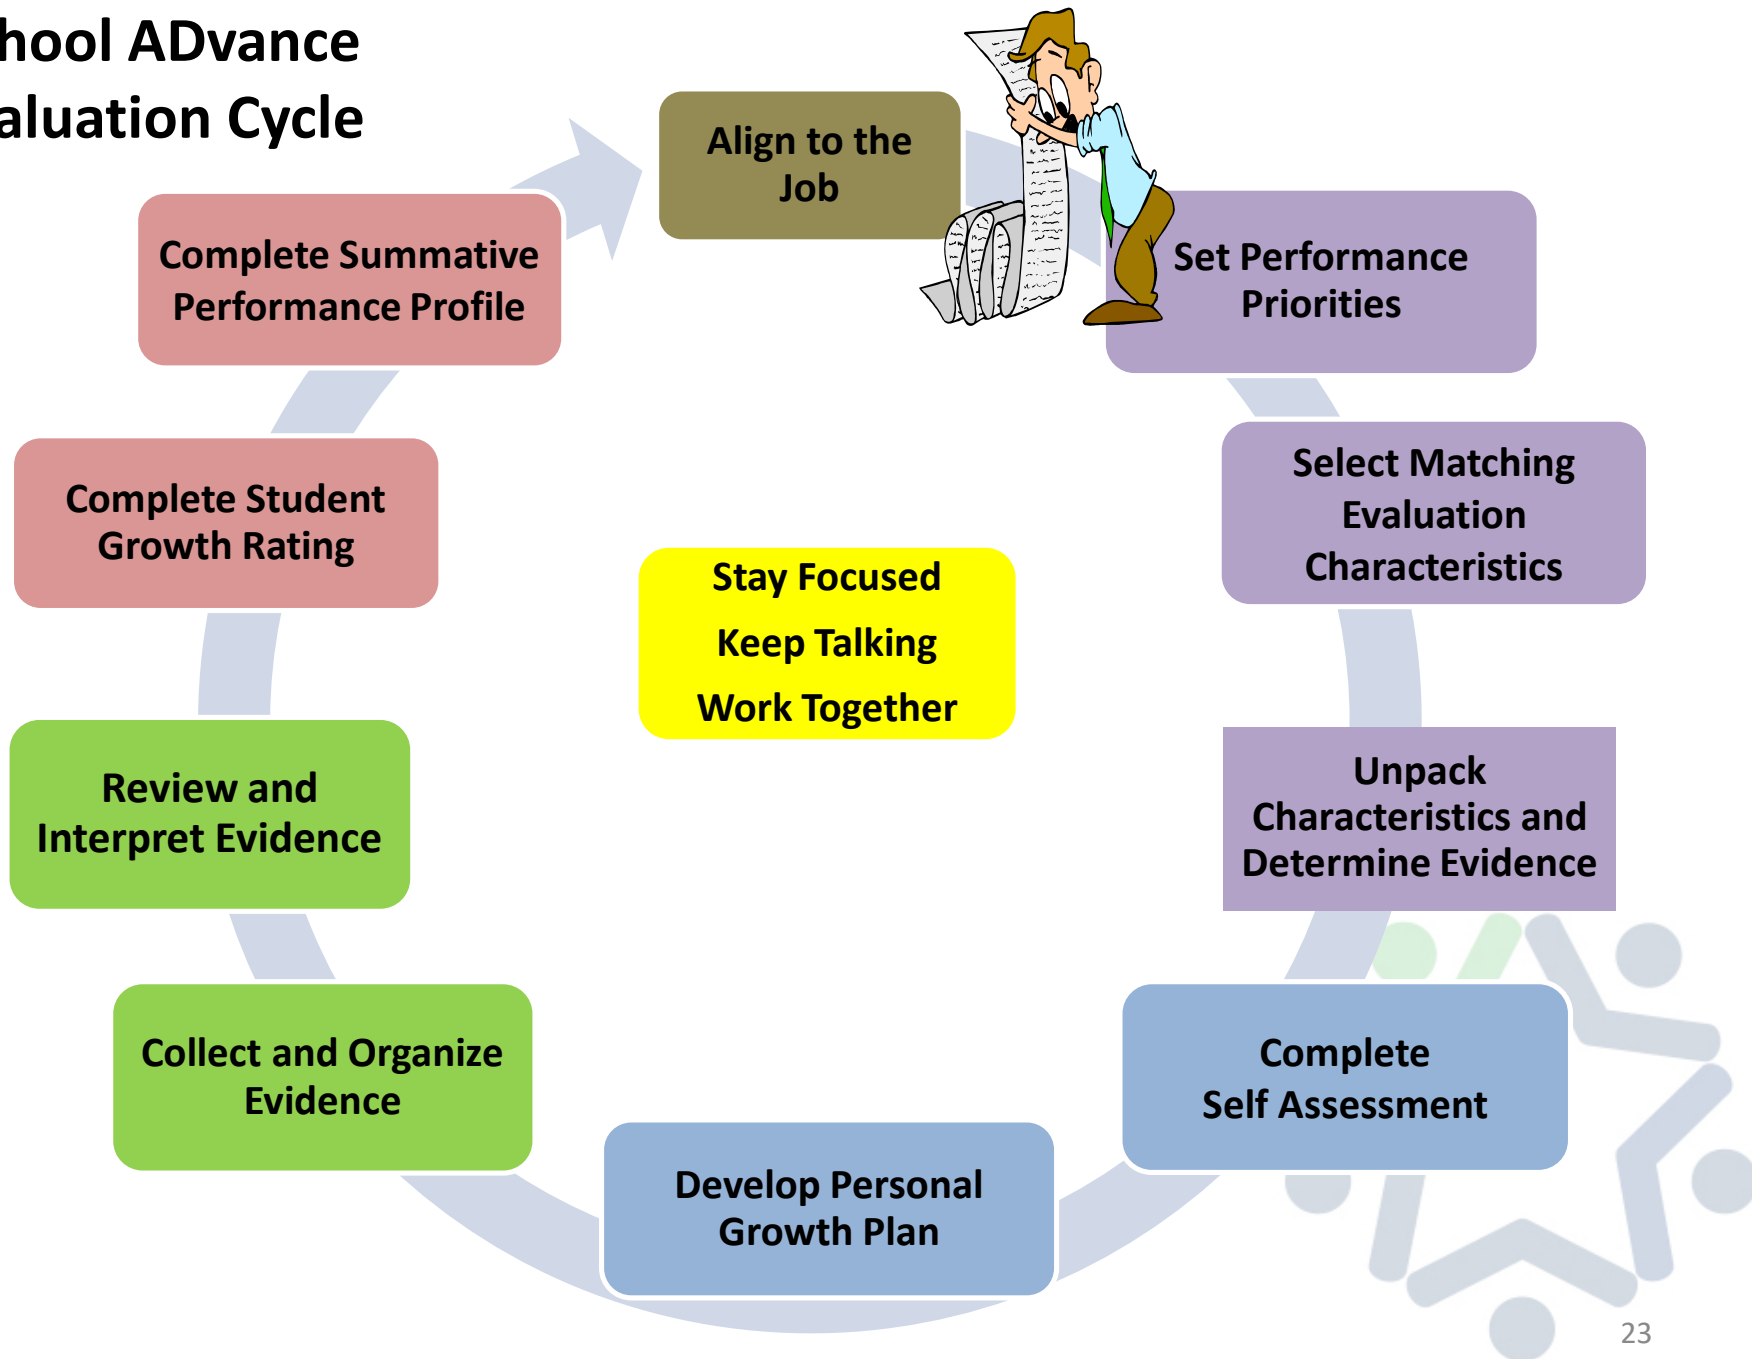 hool ADvance
aluation Cycle
Align to the
Job
Set Performance
Priorities
Select Matching
Evaluation
Characteristics
Unpack
Characteristics and
Determine Evidence
Complete
Self Assessment
Develop Personal
Growth Plan
Collect and Organize
Evidence
Review and
Interpret Evidence
Complete Student
Growth Rating
Complete Summative
Performance Profile
Stay Focused
Keep Talking
Work Together
23